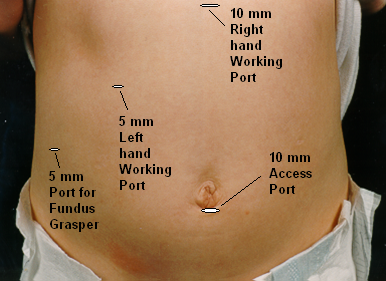 10 mm
Right
hand
Working
Port
5 mm
Left
hand
Working
Port
5 mm
Port for
Fundus
Grasper
10 mm
Access
Port